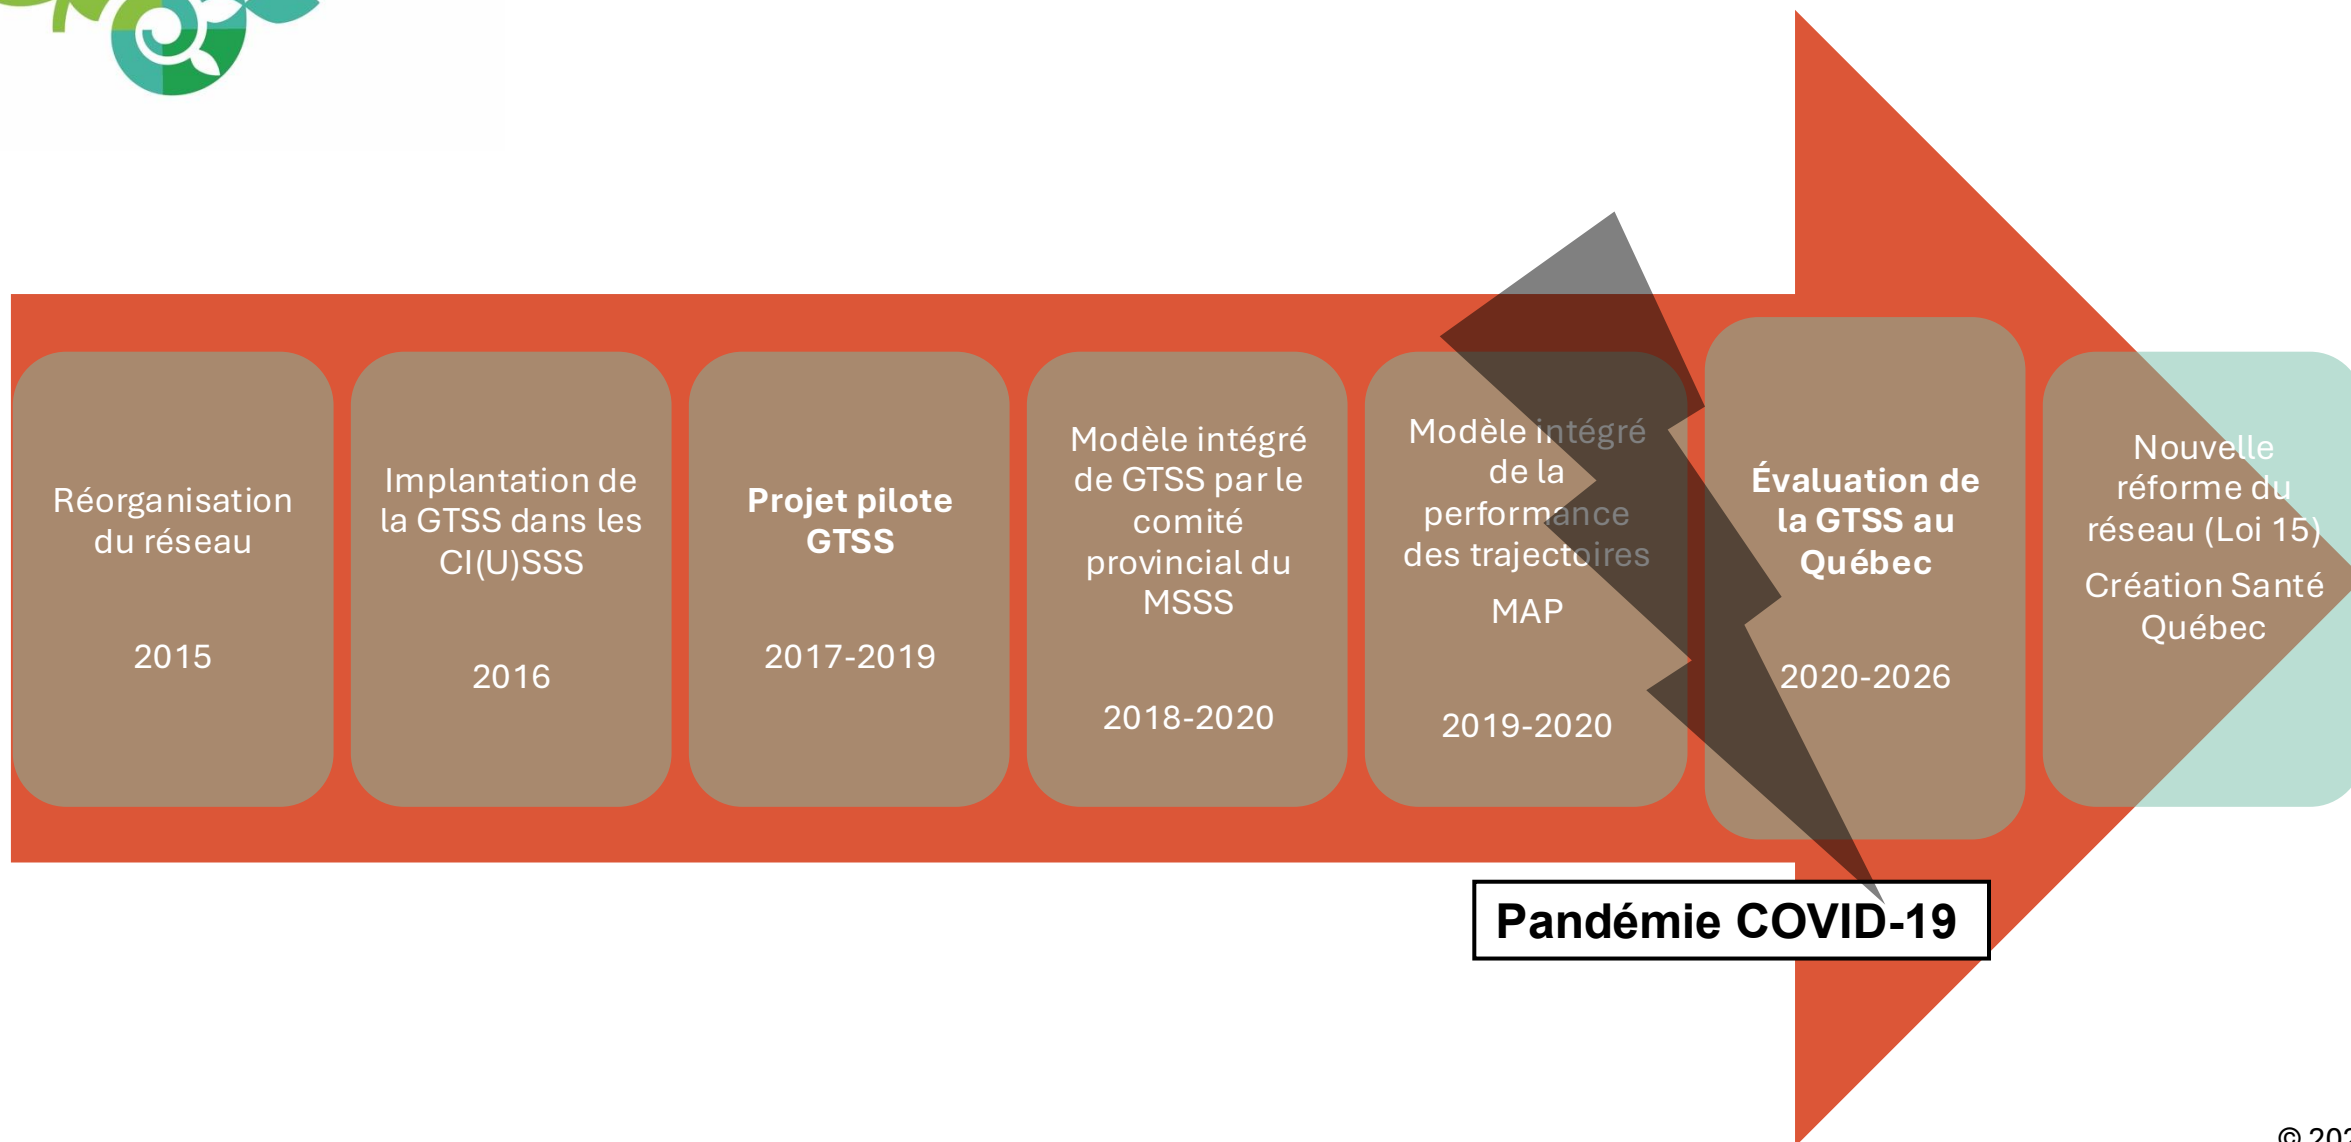 Réorganisation
du réseau
2015
Implantation de
la GTSS dans les
CI(U)SSS
2016
Projet pilote
GTSS
2017-2019
Modèle intégré
de GTSS par le
comité
provincial du
MSSS
2018-2020
Modèle intégré
de la
performance
des trajectoires
MAP
2019-2020
Évaluation de
la GTSS au
Québec
2020-2026
Nouvelle
réforme du
réseau (Loi 15)
Création Santé
Québec
Pandémie COVID-19
©